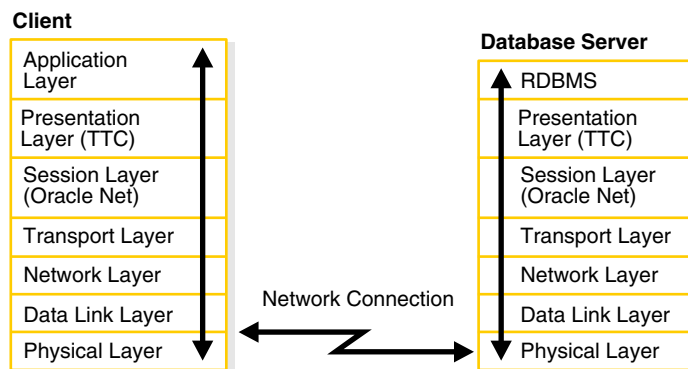 Client
Application
Layer
Presentation
Layer (TTC)
Session Layer
(Oracle Net)
Transport Layer
Network Layer
Data Link Layer
Physical Layer
Network Connection
Database Server
RDBMS
Presentation
Layer (TTC)
Session Layer
(Oracle Net)
Transport Layer
Network Layer
Data Link Layer
Physical Layer